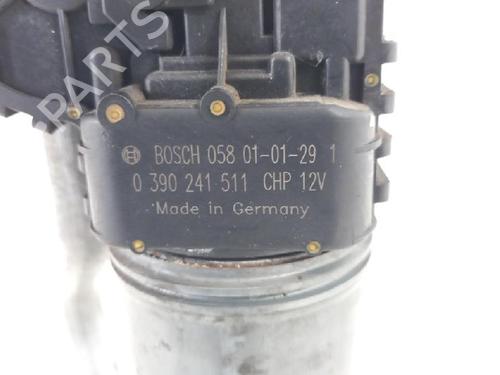 PARTS
BOSCH 058 01-01-29 1
0 390 241 511 CHP 12V
Made in Germany